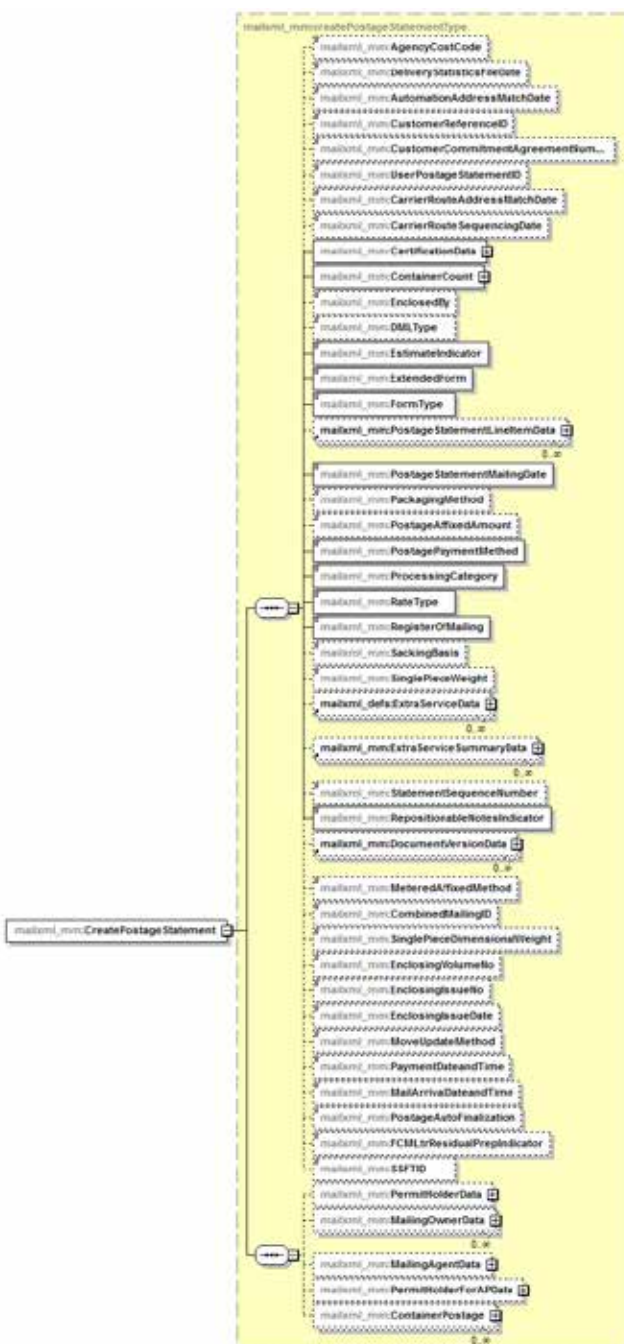 mailxml_mm:createPostageStatementType
mailxml_mm:AgencyCostCode
mailxml_mm:DeliveryStatisticsFileDate
mailxml_mm:AutomationAddressMatchDate
mailxml_mm:CustomerReferenceID
mailxml_mm:CustomerCommitmentAgreementNum...
mailxml_mm:UserPostageStatementID
mailxml_mm:CarrierRouteAddressMatchDate
mailxml_mm:CarrierRouteSequencingDate
mailxml_mm:CertificationData
mailxml_mm:ContainerCount
mailxml_mm:EnclosedBy
mailxml_mm:DMLType
mailxml_mm:EstimateIndicator
mailxml_mm:ExtendedForm
mailxml_mm:FormType
mailxml_mm:PostageStatementLineItemData
0..∞
mailxml_mm:PostageStatementMailingDate
mailxml_mm:PackagingMethod
mailxml_mm:PostageAffixedAmount
mailxml_mm:PostagePaymentMethod
mailxml_mm:ProcessingCategory
mailxml_mm:RateType
mailxml_mm:RegisterOfMailing
mailxml_mm:SackingBasis
mailxml_mm:SinglePieceWeight
mailxml_defs:ExtraServiceData
0..∞
mailxml_mm:ExtraServiceSummaryData
0..∞
mailxml_mm:StatementSequenceNumber
mailxml_mm:RepositionableNotesIndicator
mailxml_mm:DocumentVersionData
0..∞
mailxml_mm:MeteredAffixedMethod
mailxml_mm:CreatePostageStatement
mailxml_mm:CombinedMailingID
mailxml_mm:SinglePieceDimensionalWeight
mailxml_mm:EnclosingVolumeNo
mailxml_mm:EnclosingIssueNo
mailxml_mm:EnclosingIssueDate
mailxml_mm:MoveUpdateMethod
mailxml_mm:PaymentDateandTime
mailxml_mm:MailArrivalDateandTime
mailxml_mm:PostageAutoFinalization
mailxml_mm:FCMLtrResidualPrepIndicator
mailxml_mm:SSFTID
mailxml_mm:PermitHolderData
mailxml_mm:MailingOwnerData
0..∞
mailxml_mm:MailingAgentData
mailxml_mm:PermitHolderForAPData
mailxml_mm:ContainerPostage
0..∞